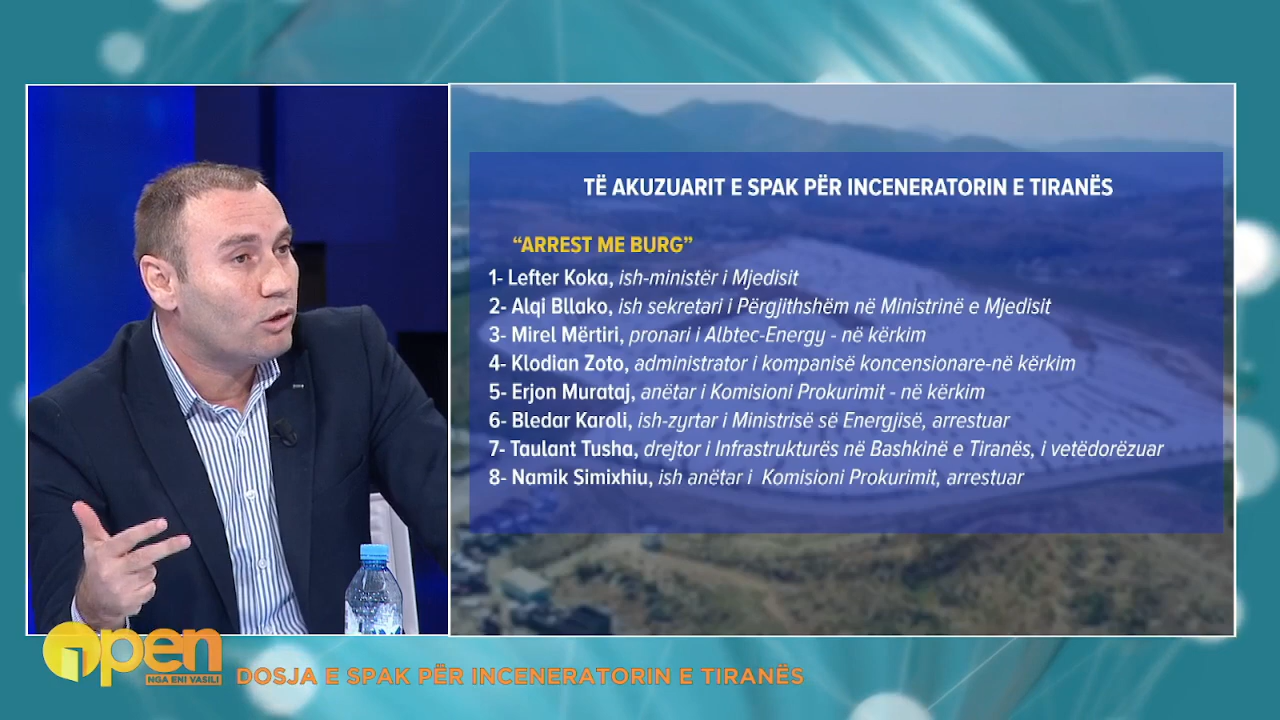 TË AKUZUARIT E SPAK PËR INCENERATORIN E TIRANËS
“ARREST ME BURG”
1- Lefter Koka, ish-ministër i Mjedisit
2- Alqi Bllako, ish sekretari i Përgjithshëm në Ministrinë e Mjedisit
3- Mirel Mërtiri, pronari i Albtec-Energy - në kërkim
4- Klodian Zoto, administrator i kompanisë koncensionare-në kërkim
5- Erjon Murataj, anëtar i Komisioni Prokurimit - në kërkim
6- Bledar Karoli, ish-zyrtar i Ministrisë së Energjisë, arrestuar
7- Taulant Tusha, drejtor i Infrastrukturës në Bashkinë e Tiranës, i vetëdorëzuar
8- Namik Simixhiu, ish anëtar i Komisioni Prokurimit, arrestuar
Open
NGA ENI VASILI
DOSJA E SPAK PËR INCENERATORIN E TIRANËS